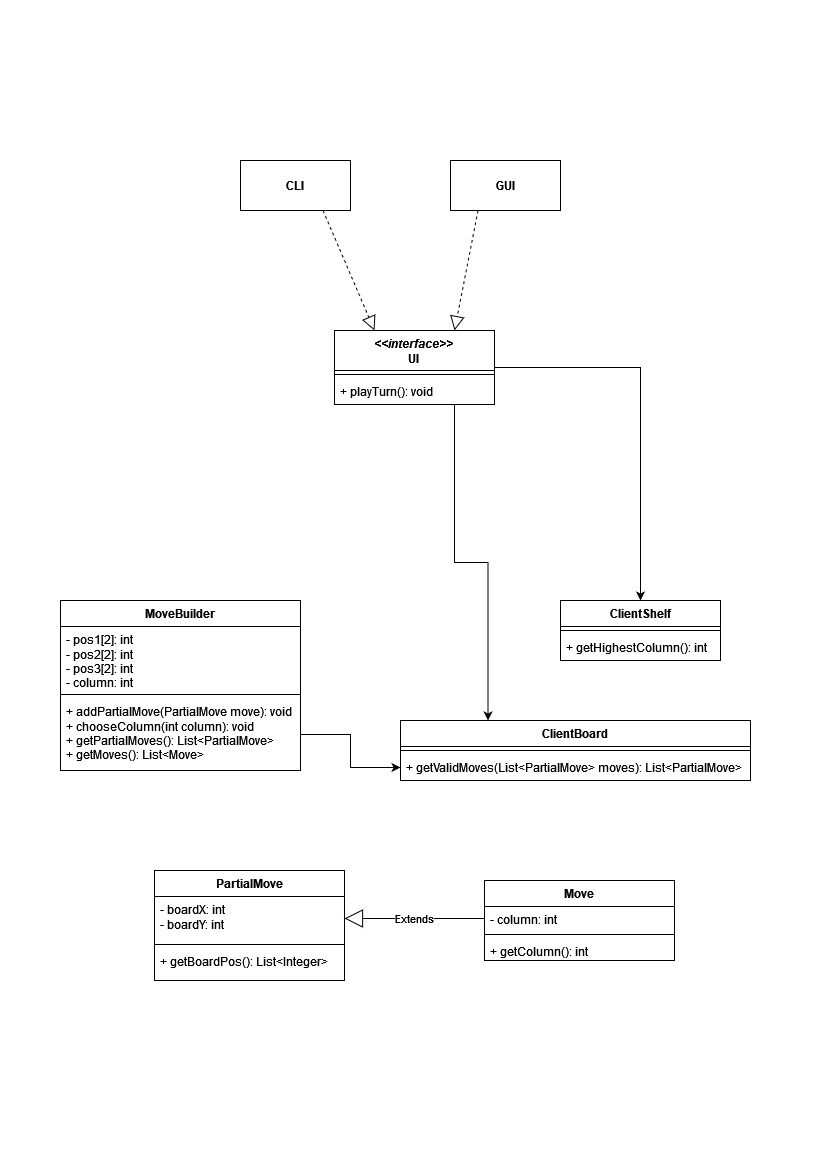 CLI
GUI
<<interface>>
UI
+ playTurn(): void
MoveBuilder
- pos1[2]: int
- pos2[2]: int
- pos3[2]: int
- column: int
+ addPartialMove(PartialMove move): void
+ chooseColumn(int column): void
+ getPartialMoves(): List<PartialMove>
+ getMoves(): List<Move>
ClientShelf
+ getHighestColumn(): int
ClientBoard
+ getValidMoves(List<PartialMove> moves): List<PartialMove>
PartialMove
- boardX: int
- boardY: int
+ getBoardPos(): List<Integer>
Extends
Move
- column: int
+ getColumn(): int